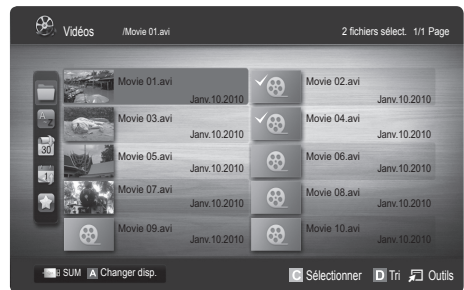 Vidéos /Movie 01.avi 2 fichiers sélect. 1/1 Page
Movie 01.avi Movie 02.avi
Janv.10.2010 Janv.10.2010
Movie 03.avi Movie 04.avi
Janv.10.2010 Janv.10.2010
Movie 05.avi Movie 06.avi
Janv.10.2010 Janv.10.2010
Movie 07.avi Movie 08.avi
Janv.10.2010 Janv.10.2010
Movie 09.avi Movie 10.avi
Janv.10.2010 Janv.10.2010
A Z
30
1
SUM A Changer disp. C Sélectionner D Tri Outils